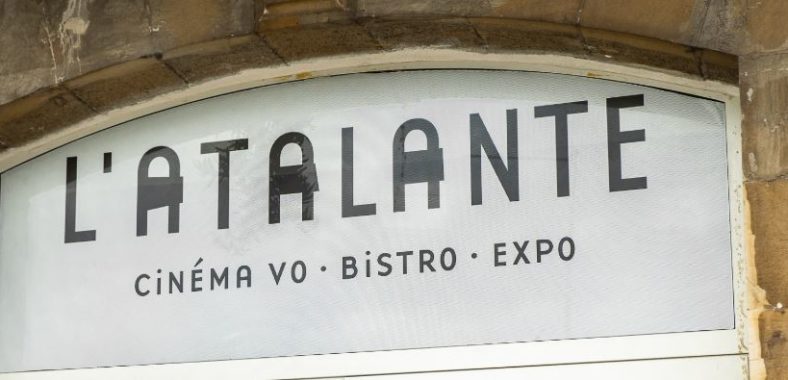 L'ATALANTE
CiNÉMA VO · BiSTRO · EXPO